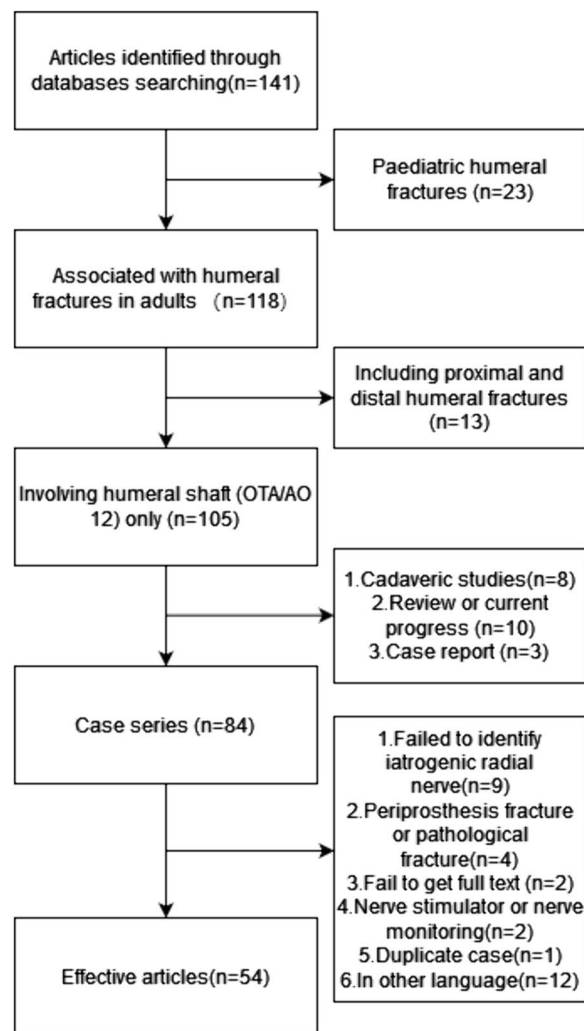 Articles identified through
databases searching(n=141)
Paediatric humeral
fractures (n=23)
Associated with humeral
fractures in adults （n=118)
Including proximal and
distal humeral fractures
(n=13)
Involving humeral shaft (OTA/AO
12) only (n=105)
1.Cadaveric studies(n=8)
2.Review or current
progress (n=10)
3.Case report (n=3)
Case series (n=84)
1.Failed to identify
iatrogenic radial
nerve(n=9)
2.Periprosthesis fracture
or pathological
fracture(n=4)
3.Fail to get full text (n=2)
4.Nerve stimulator or nerve
monitoring(n=2)
5.Duplicate case(n=1)
6.In other language(n=12)
Effective articles(n=54)